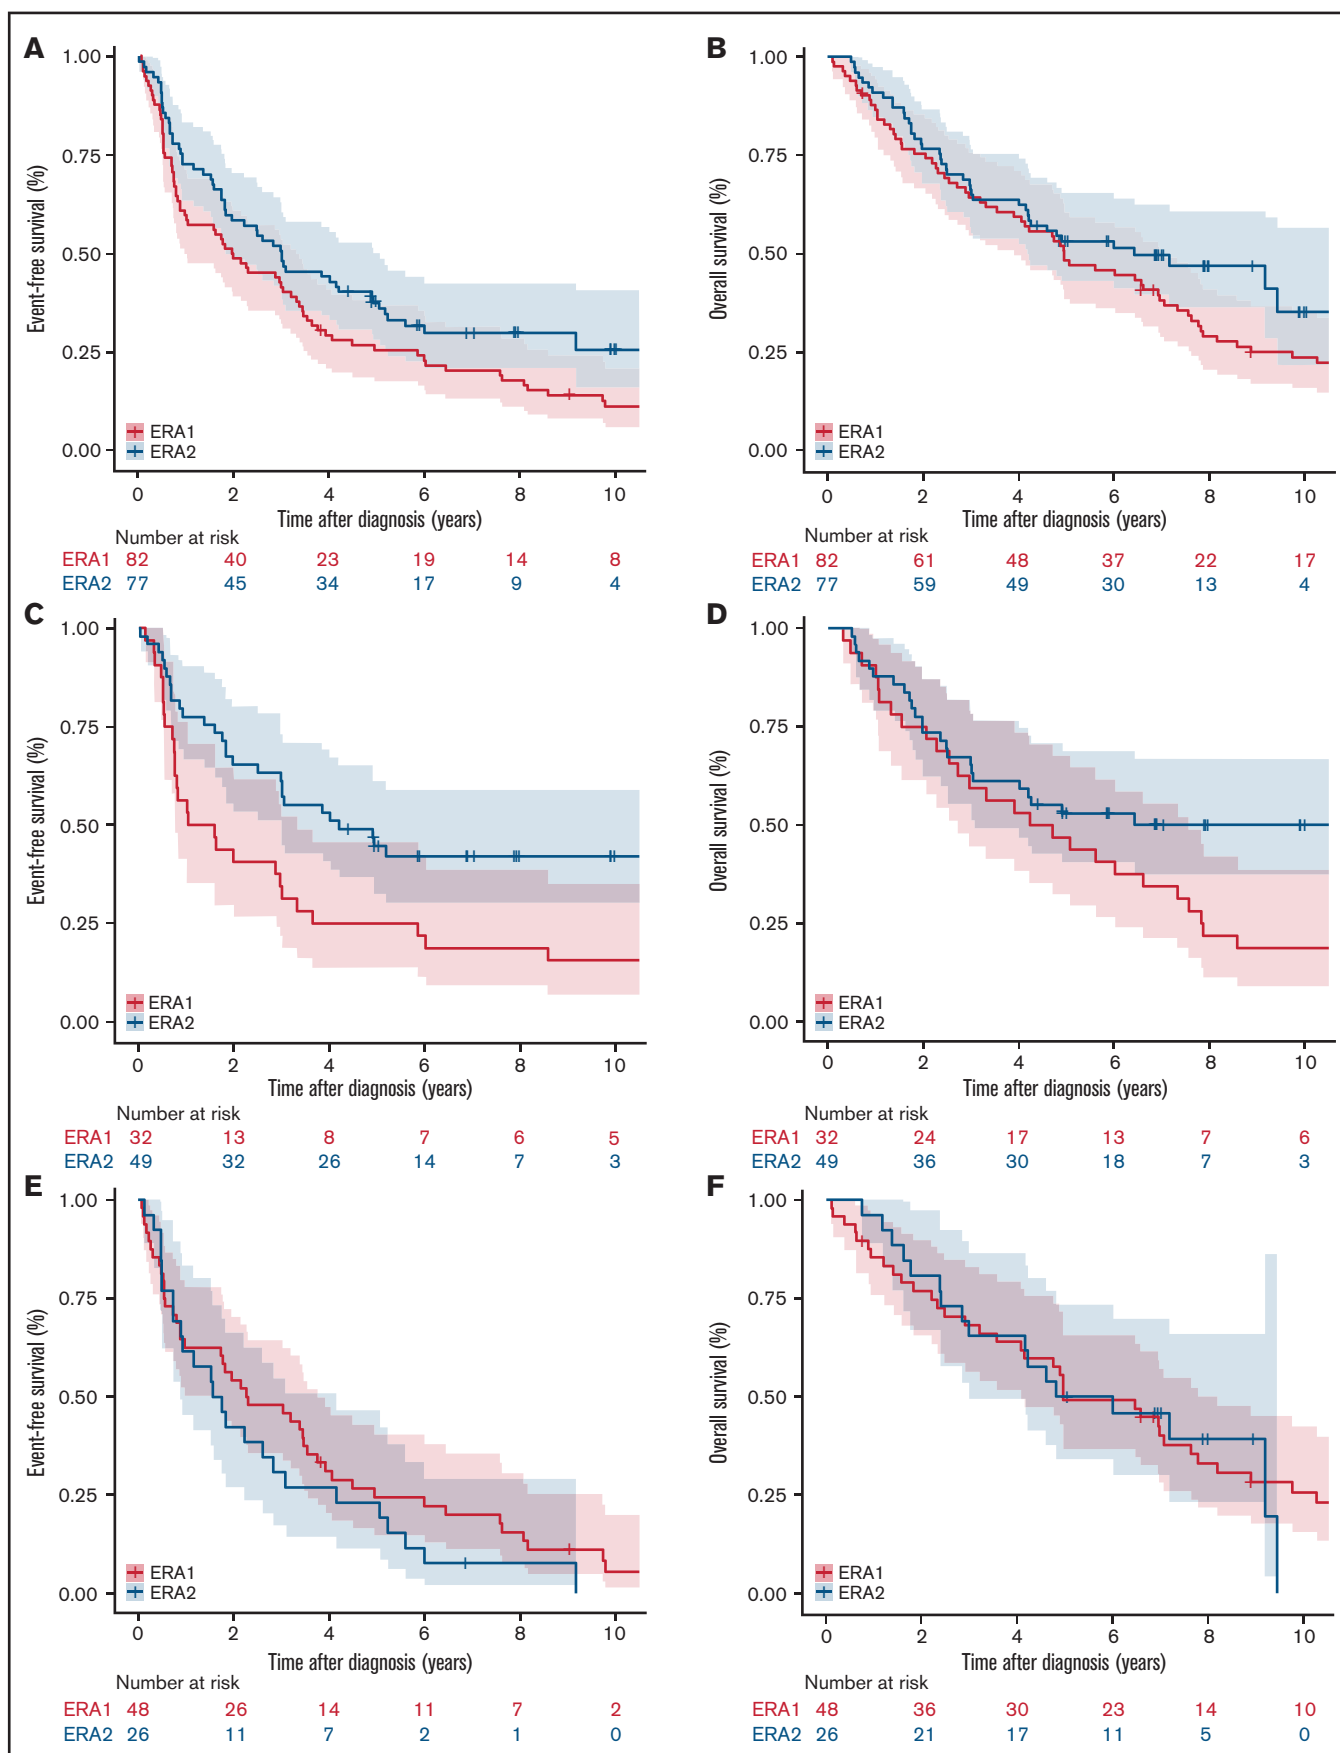 A
Event-free survival (%)
1.00
0.75
0.50
0.25
0.00
ERA1
ERA2
0 2 4 6 8 10
Time after diagnosis (years)
Number at risk
ERA1 82 40 23 19 14 8
ERA2 77 45 34 17 9 4
B
Overall survival (%)
1.00
0.75
0.50
0.25
0.00
ERA1
ERA2
0 2 4 6 8 10
Time after diagnosis (years)
Number at risk
ERA1 82 61 48 37 22 17
ERA2 77 59 49 30 13 4
C
Event-free survival (%)
1.00
0.75
0.50
0.25
0.00
ERA1
ERA2
0 2 4 6 8 10
Time after diagnosis (years)
Number at risk
ERA1 32 13 8 7 6 5
ERA2 49 32 26 14 7 3
D
Overall survival (%)
1.00
0.75
0.50
0.25
0.00
ERA1
ERA2
0 2 4 6 8 10
Time after diagnosis (years)
Number at risk
ERA1 32 24 17 13 7 6
ERA2 49 36 30 18 7 3
E
Event-free survival (%)
1.00
0.75
0.50
0.25
0.00
ERA1
ERA2
0 2 4 6 8 10
Time after diagnosis (years)
Number at risk
ERA1 48 26 14 11 7 2
ERA2 26 11 7 2 1 0
F
Overall survival (%)
1.00
0.75
0.50
0.25
0.00
ERA1
ERA2
0 2 4 6 8 10
Time after diagnosis (years)
Number at risk
ERA1 48 36 30 23 14 10
ERA2 26 21 17 11 5 0